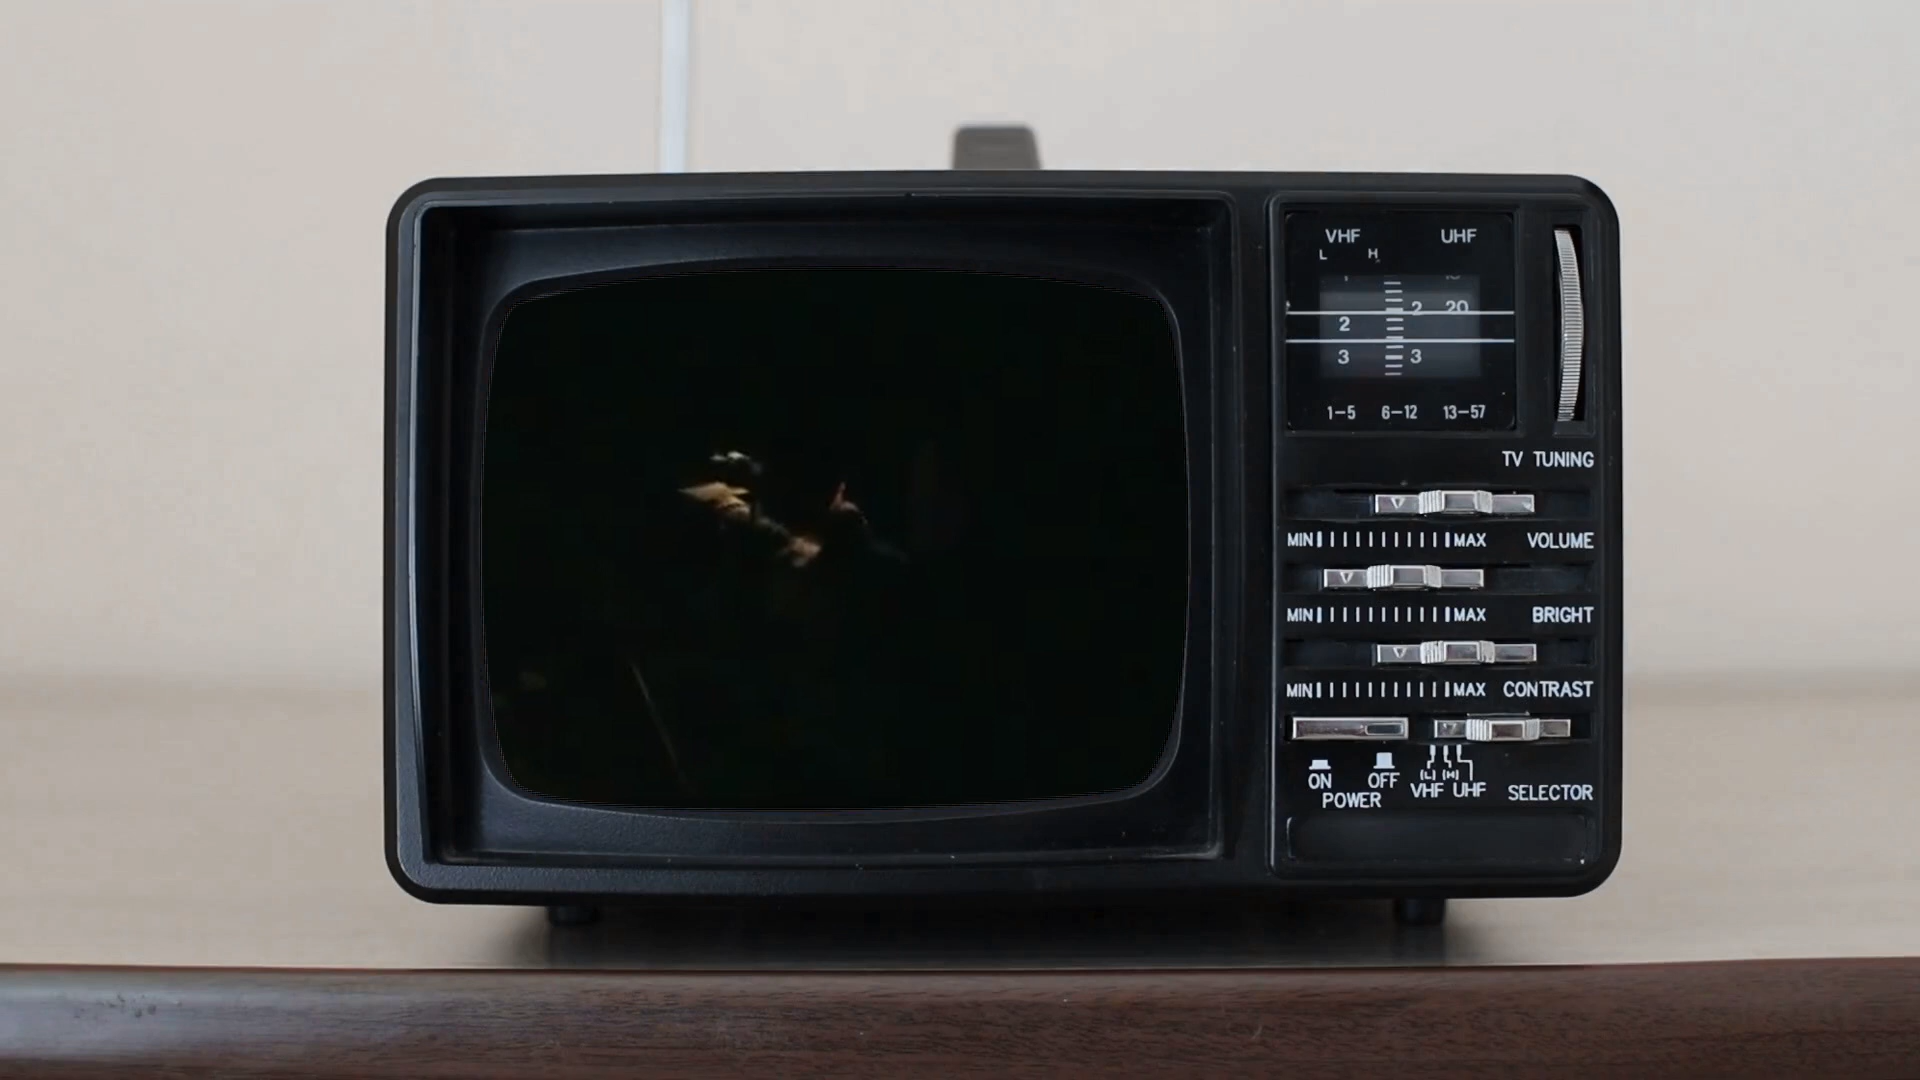 VHF UHF
L H
2 20
2
3 3
1-5 6-12 13-57
TV TUNING
MIN MAX VOLUME
MIN MAX BRIGHT
MIN MAX CONTRAST
ON OFF (L) (H)
POWER VHF UHF SELECTOR